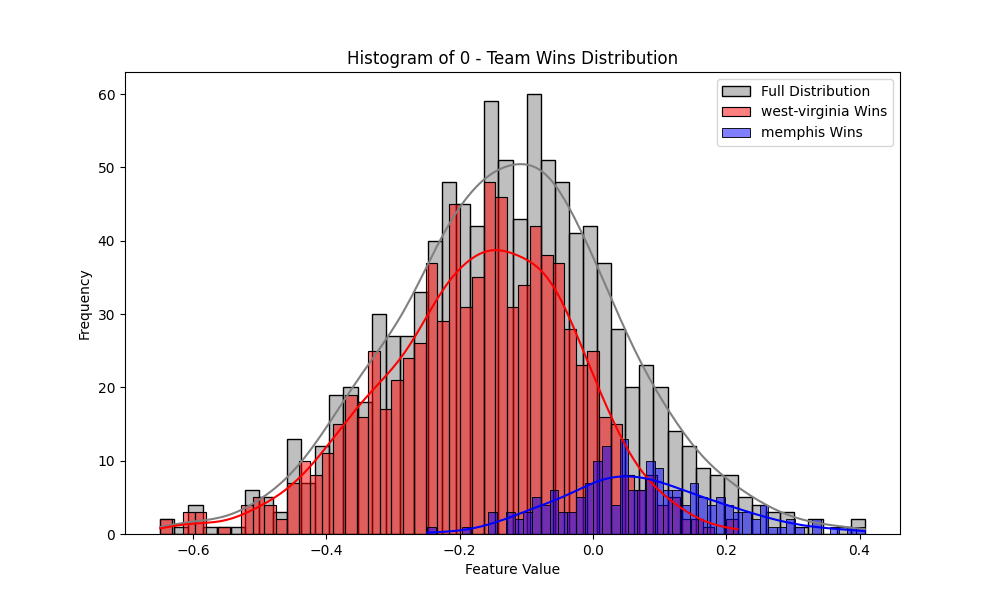 Histogram of 0 - Team Wins Distribution
Full Distribution
west-virginia Wins
memphis Wins
Frequency
60
50
40
30
20
10
0
−0.6 −0.4 −0.2 0.0 0.2 0.4
Feature Value